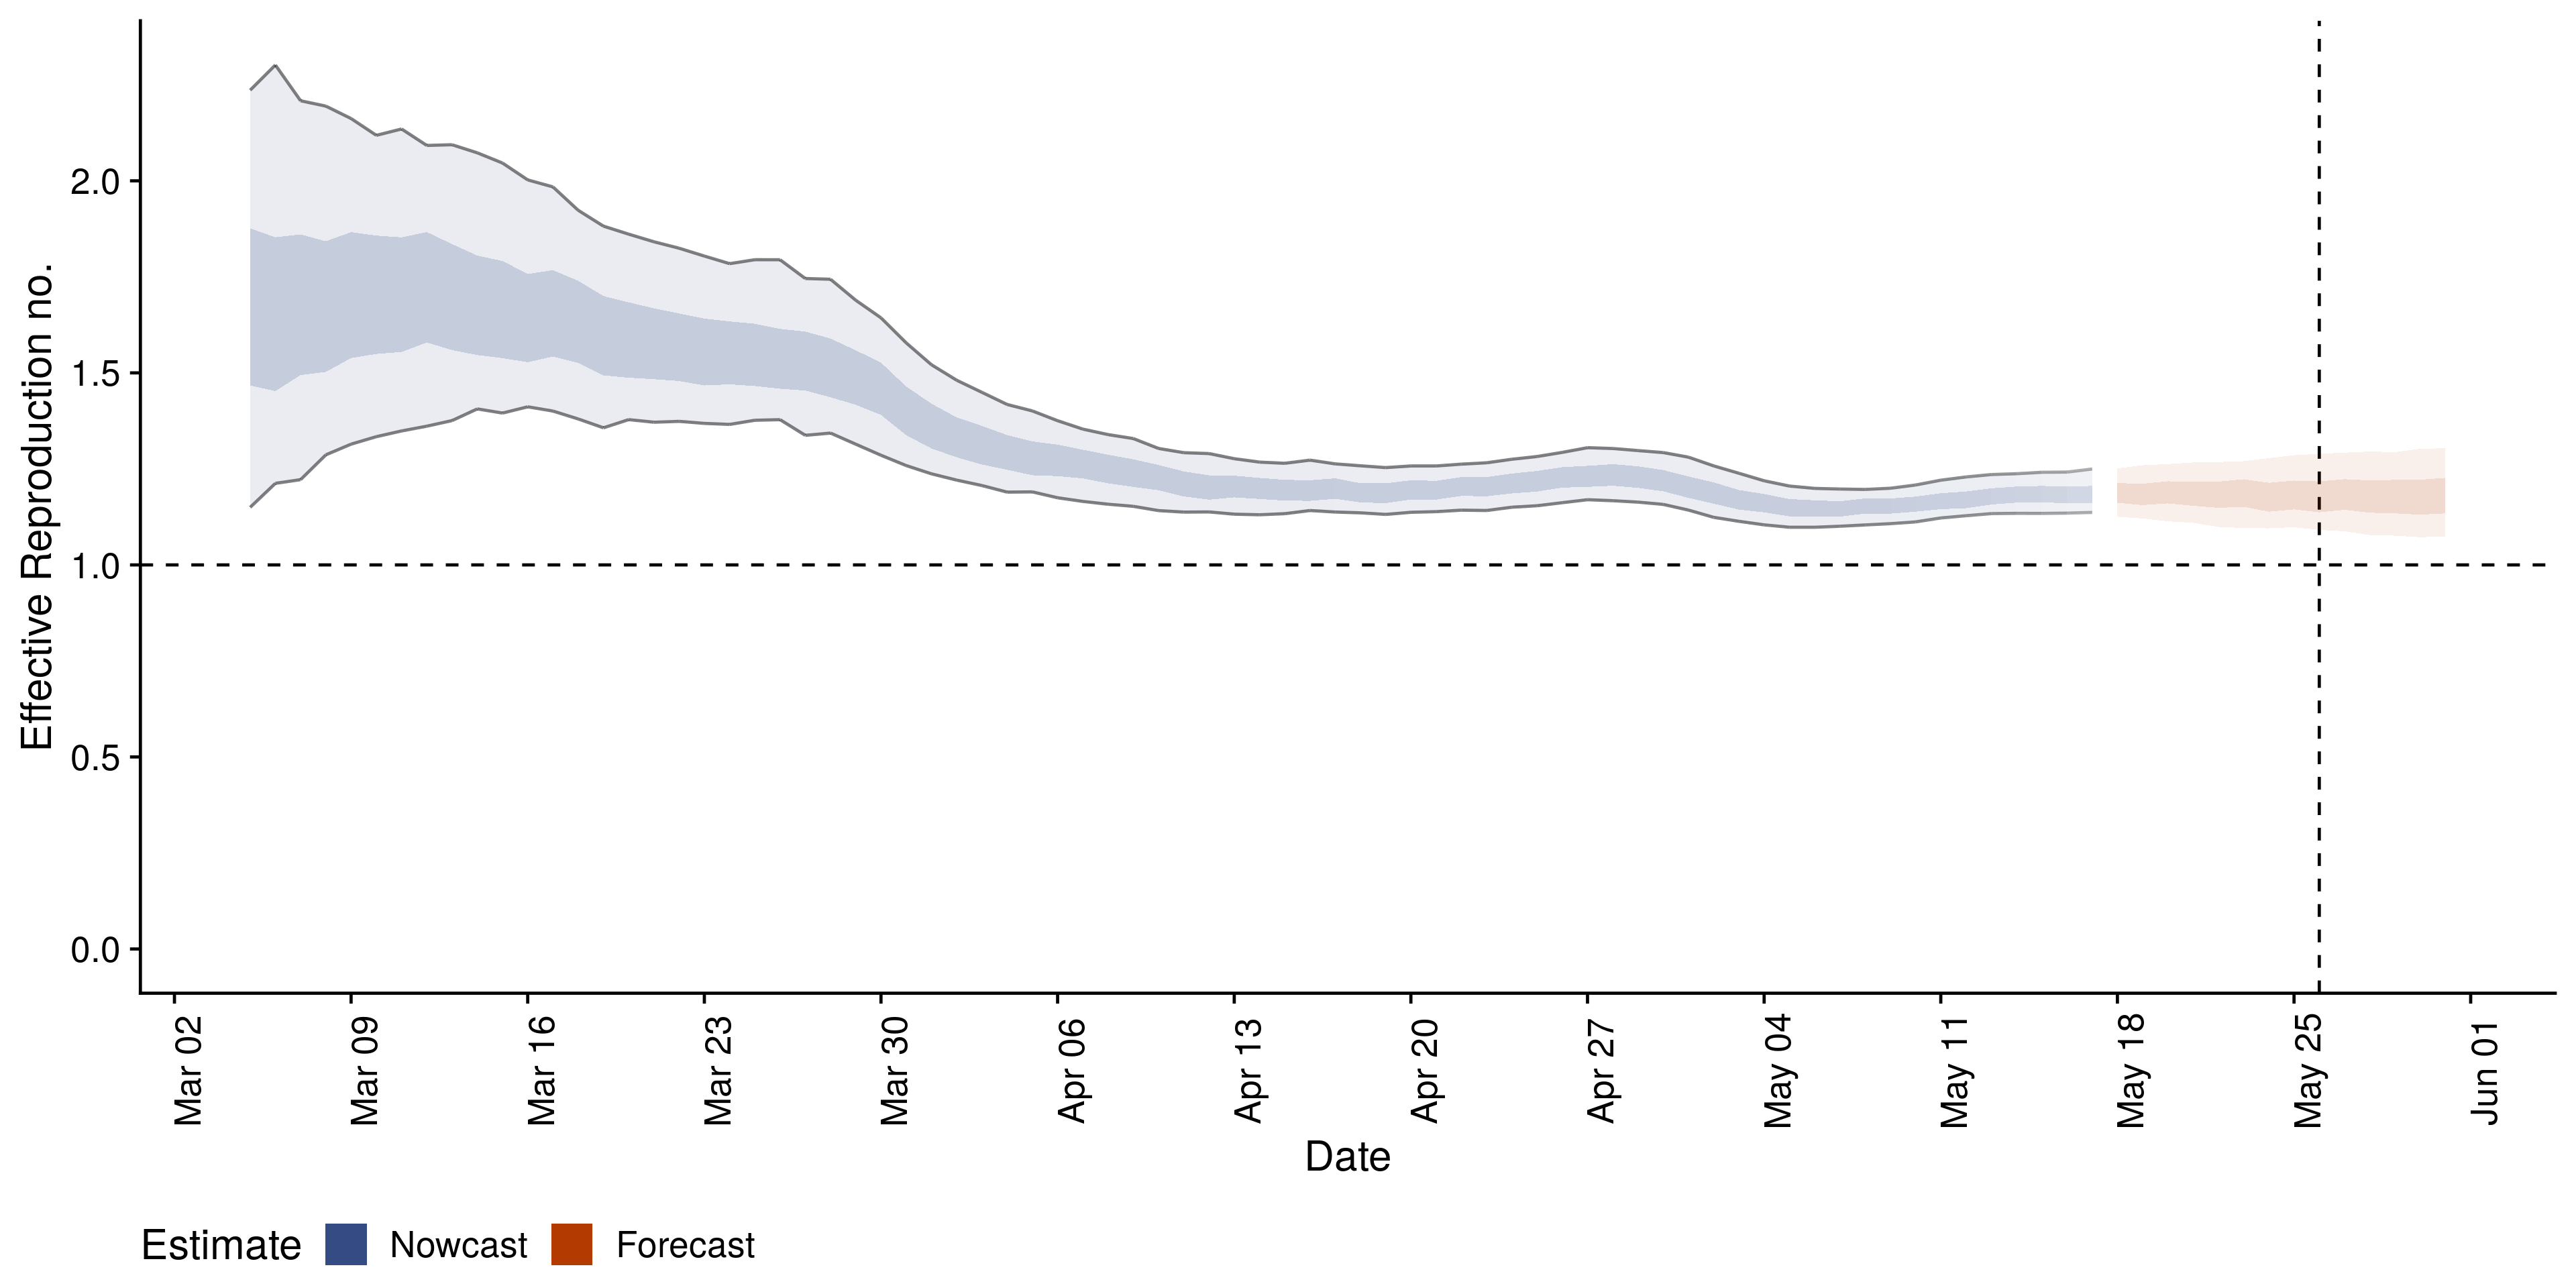 Effective Reproduction no.
2.0
1.5
1.0
0.5
0.0
Mar 02
Mar 09
Mar 16
Mar 23
Mar 30
Apr 06
Apr 13
Apr 20
Apr 27
May 04
May 11
May 18
May 25
Jun 01
Date
Estimate Nowcast Forecast